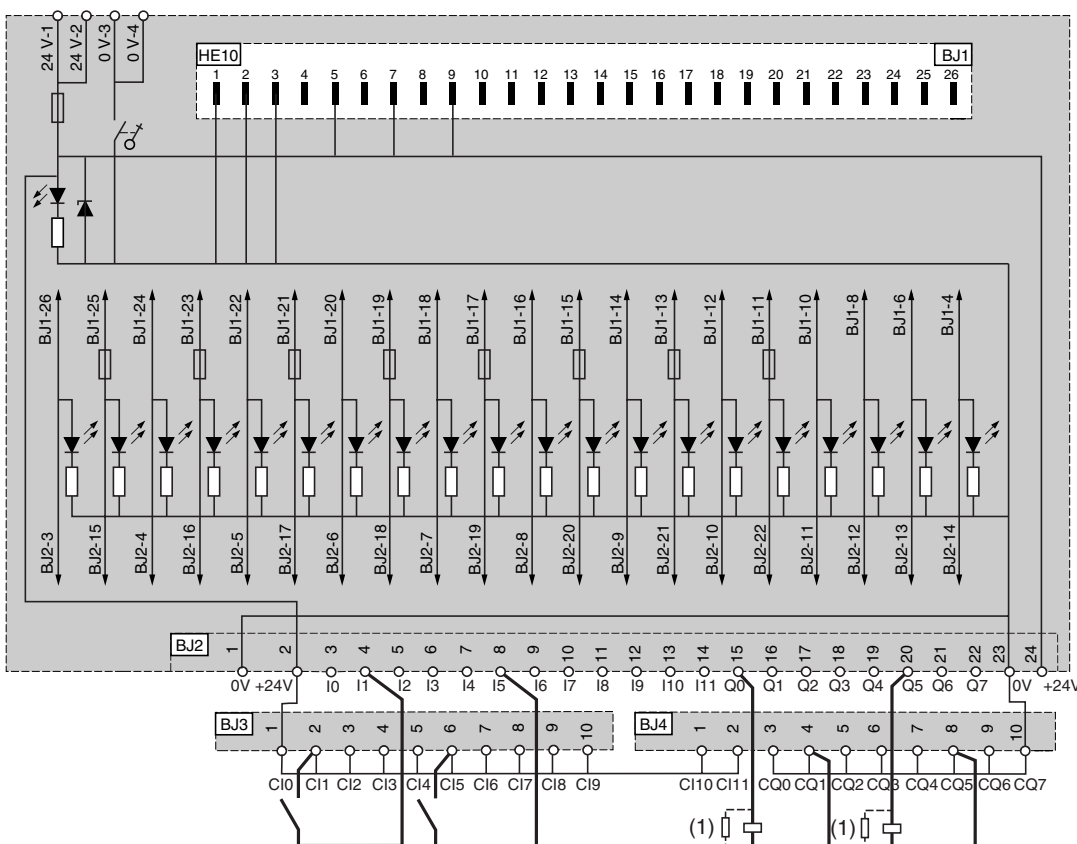 24 V-1 24 V-2 0 V-3 0 V-4
HE10 BJ1
1 2 3 4 5 6 7 8 9 10 11 12 13 14 15 16 17 18 19 20 21 22 23 24 25 26
BJ1-26 BJ1-25 BJ1-24 BJ1-23 BJ1-22 BJ1-21 BJ1-20 BJ1-19 BJ1-18 BJ1-17 BJ1-16 BJ1-15 BJ1-14 BJ1-13 BJ1-12 BJ1-11 BJ1-10 BJ1-8 BJ1-6 BJ1-4
BJ2-3 BJ2-15 BJ2-4 BJ2-16 BJ2-5 BJ2-17 BJ2-6 BJ2-18 BJ2-7 BJ2-19 BJ2-8 BJ2-20 BJ2-9 BJ2-21 BJ2-10 BJ2-22 BJ2-11 BJ2-12 BJ2-13 BJ2-14
BJ2 1 2 3 4 5 6 7 8 9 10 11 12 13 14 15 16 17 18 19 20 21 22 23 24
0V +24V I0 I1 I2 I3 I4 I5 I6 I7 I8 I9 I10 I11 Q0 Q1 Q2 Q3 Q4 Q5 Q6 Q7 0V +24V
BJ3 1 2 3 4 5 6 7 8 9 10 BJ4 1 2 3 4 5 6 7 8 9 10
CI0 CI1 CI2 CI3 CI4 CI5 CI6 CI7 CI8 CI9 CI10 CI11 CQ0 CQ1 CQ2 CQ3 CQ4 CQ5 CQ6 CQ7
(1) (1)